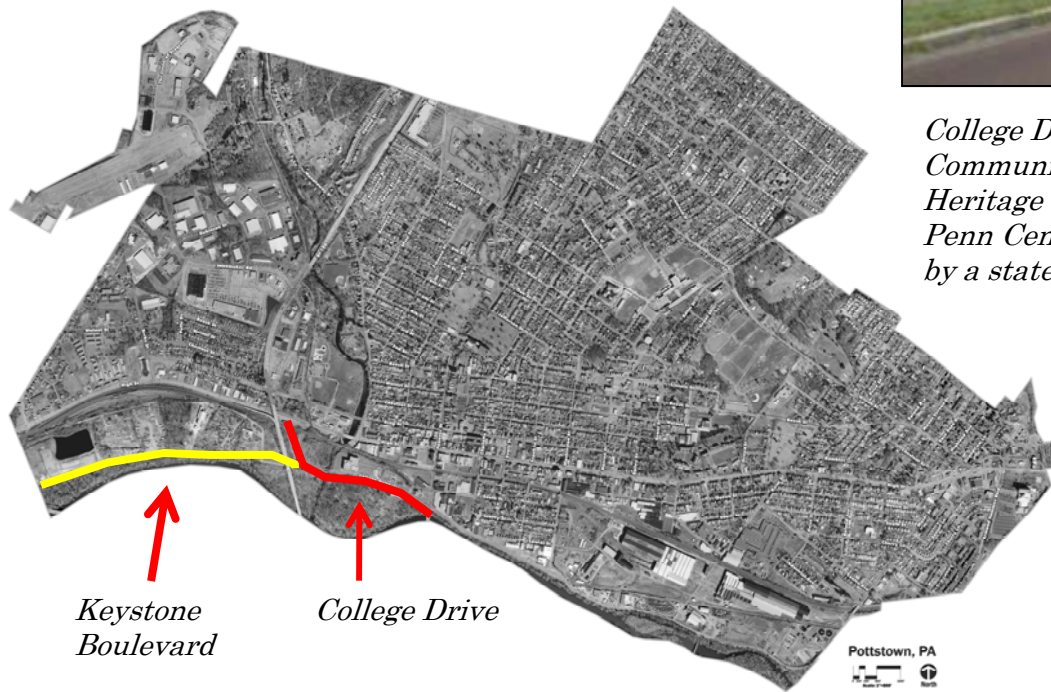 College D
Communi
Heritage
Penn Cen
by a state
Keystone
Boulevard
College Drive
Pottstown, PA
North